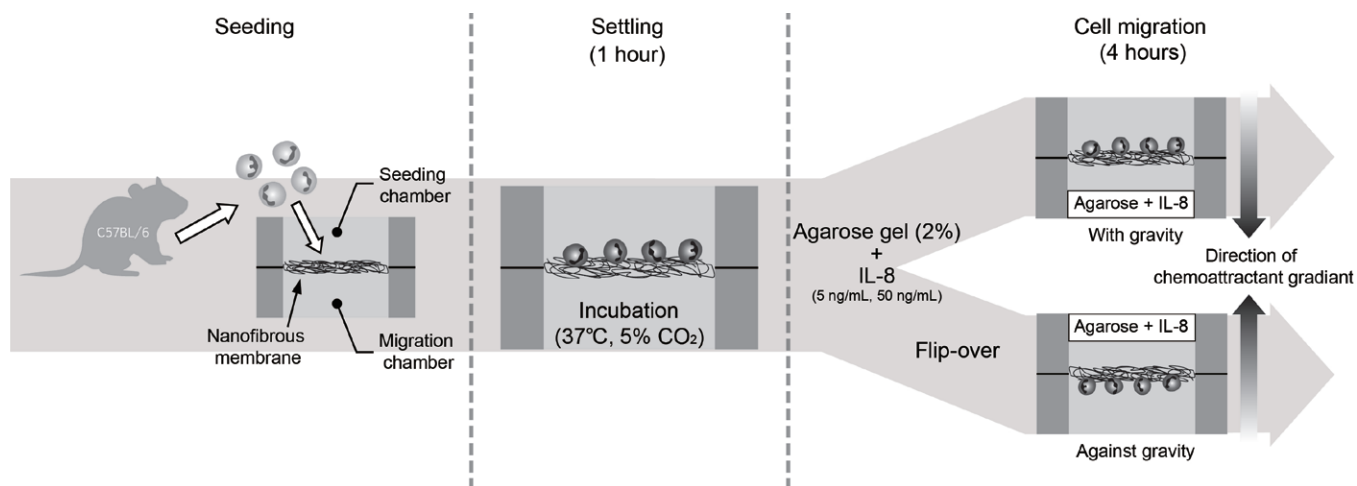 Seeding
C57BL/6
Seeding
chamber
Nanofibrous
membrane
Migration
chamber
Settling
(1 hour)
Incubation
(37℃, 5% CO₂)
Cell migration
(4 hours)
Agarose gel (2%)
+
IL-8
(5 ng/mL, 50 ng/mL)
Flip-over
Agarose + IL-8
With gravity
Direction of
chemoattractant gradiant
Agarose + IL-8
Against gravity